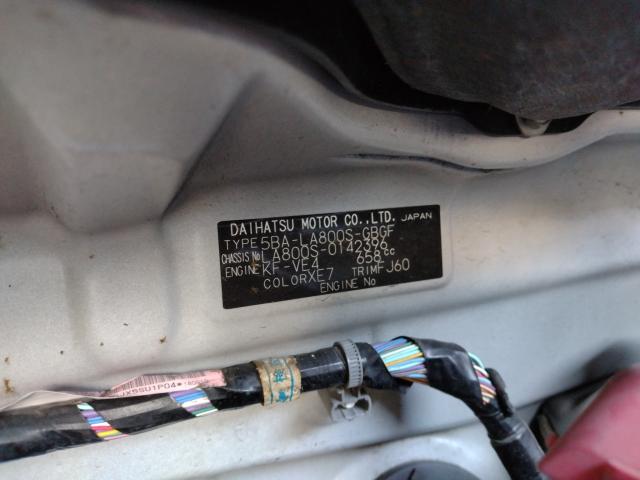 DAIHATSU MOTOR CO.,LTD. JAPAN
TYPE 5BA-LA800S-GBGF
CHASSIS No LA800S-0142396
ENGINE KF-VE4 658cc
COLOR XE7 TRIM FJ60
ENGINE No